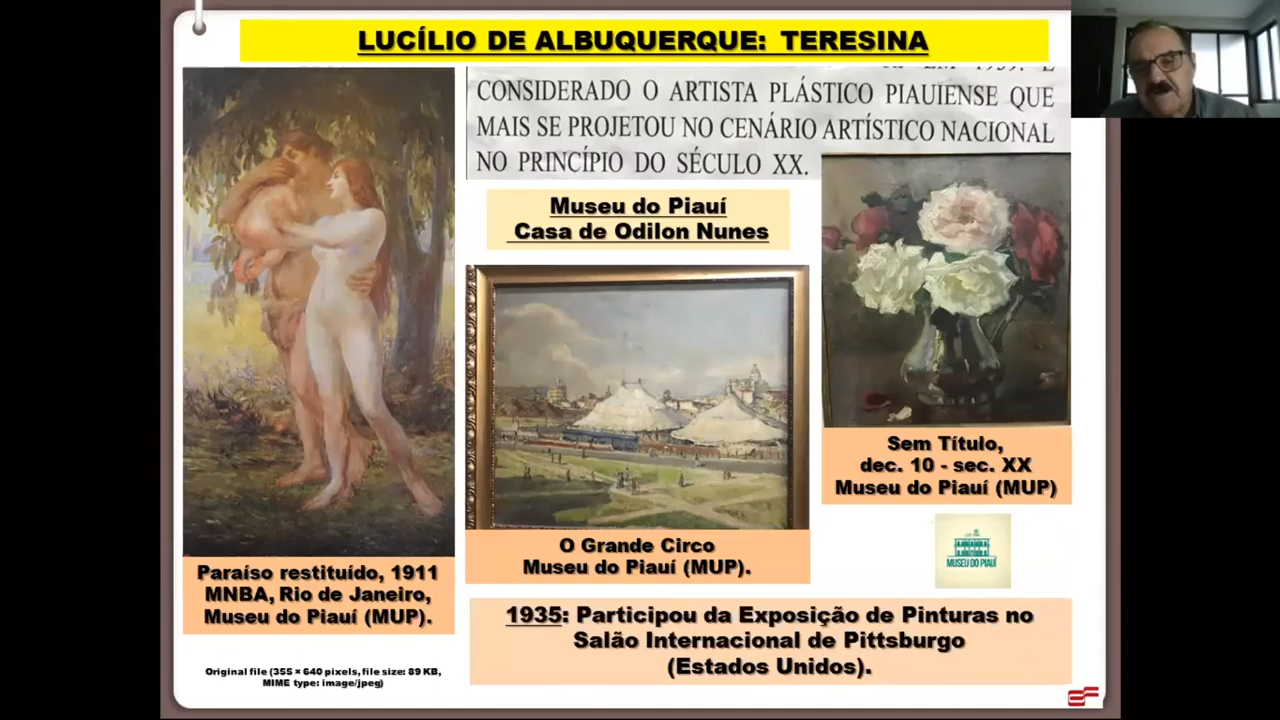 LUCÍLIO DE ALBUQUERQUE: TERESINA
CONSIDERADO O ARTISTA PLÁSTICO PIAUIENSE QUE
MAIS SE PROJETOU NO CENÁRIO ARTÍSTICO NACIONAL
NO PRINCÍPIO DO SÉCULO XX.
Museu do Piauí
Casa de Odilon Nunes
Sem Título,
dec. 10 - sec. XX
Museu do Piauí (MUP)
MUSEU DO PIAUÍ
O Grande Circo
Museu do Piauí (MUP).
Paraíso restituído, 1911
MNBA, Rio de Janeiro,
Museu do Piauí (MUP).
1935: Participou da Exposição de Pinturas no
Salão Internacional de Pittsburgo
(Estados Unidos).
Original file (355 × 640 pixels, file size: 89 KB,
MIME type: image/jpeg)